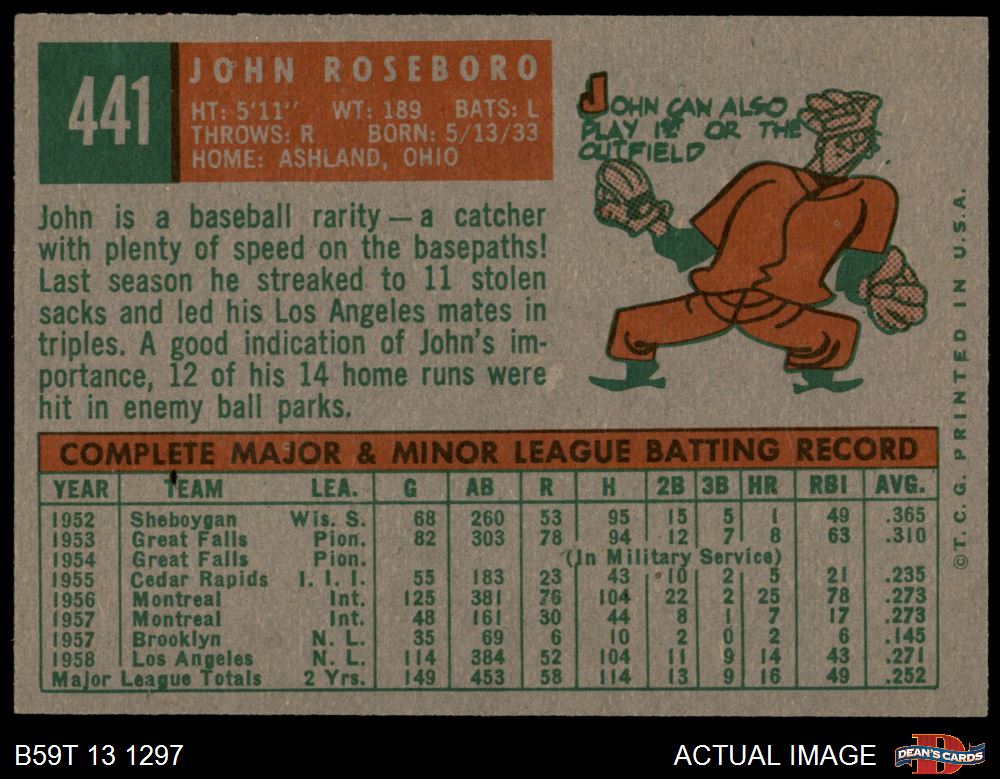 441
JOHN ROSEBORO
HT: 5'11" WT: 189 BATS: L
THROWS: R BORN: 5/13/33
HOME: ASHLAND, OHIO
JOHN CAN ALSO
PLAY 1ST OR THE
OUTFIELD
John is a baseball rarity — a catcher
with plenty of speed on the basepaths!
Last season he streaked to 11 stolen
sacks and led his Los Angeles mates in
triples. A good indication of John's im-
portance, 12 of his 14 home runs were
hit in enemy ball parks.
COMPLETE MAJOR & MINOR LEAGUE BATTING RECORD
YEAR TEAM LEA. G AB R H 2B 3B HR RBI AVG.
1952 Sheboygan Wis. S. 68 260 53 95 15 5 1 49 .365
1953 Great Falls Pion. 82 303 78 94 12 7 8 63 .310
1954 Great Falls Pion. (In Military Service)
1955 Cedar Rapids I. I. I. 55 183 23 43 10 2 5 21 .235
1956 Montreal Int. 125 381 76 104 22 2 25 78 .273
1957 Montreal Int. 48 161 30 44 8 1 7 17 .273
1957 Brooklyn N. L. 35 69 6 10 2 0 2 6 .145
1958 Los Angeles N. L. 114 384 52 104 11 9 14 43 .271
Major League Totals 2 Yrs. 149 453 58 114 13 9 16 49 .252
©T. C. G. PRINTED IN U.S.A.
B59T 13 1297
ACTUAL IMAGE
DEAN'S CARDS